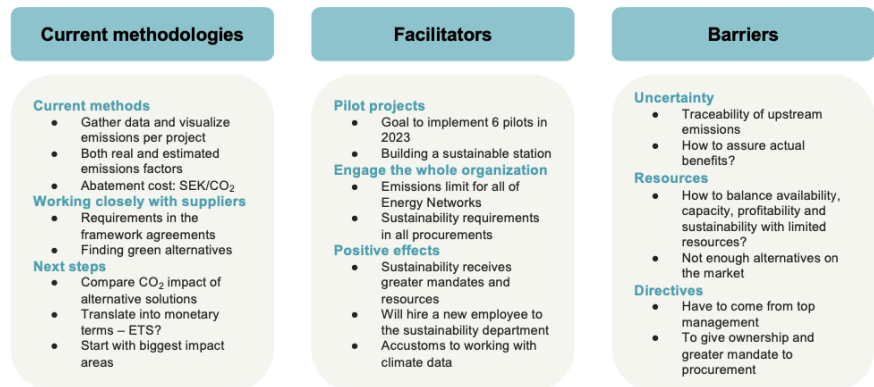 Current methodologies
Current methods
● Gather data and visualize
emissions per project
● Both real and estimated
emissions factors
● Abatement cost: SEK/CO₂
Working closely with suppliers
● Requirements in the
framework agreements
● Finding green alternatives
Next steps
● Compare CO₂ impact of
alternative solutions
● Translate into monetary
terms – ETS?
● Start with biggest impact
areas
Facilitators
Pilot projects
● Goal to implement 6 pilots in
2023
● Building a sustainable station
Engage the whole organization
● Emissions limit for all of
Energy Networks
● Sustainability requirements
in all procurements
Positive effects
● Sustainability receives
greater mandates and
resources
● Will hire a new employee to
the sustainability department
● Accustoms to working with
climate data
Barriers
Uncertainty
● Traceability of upstream
emissions
● How to assure actual
benefits?
Resources
● How to balance availability,
capacity, profitability and
sustainability with limited
resources?
● Not enough alternatives on
the market
Directives
● Have to come from top
management
● To give ownership and
greater mandate to
procurement